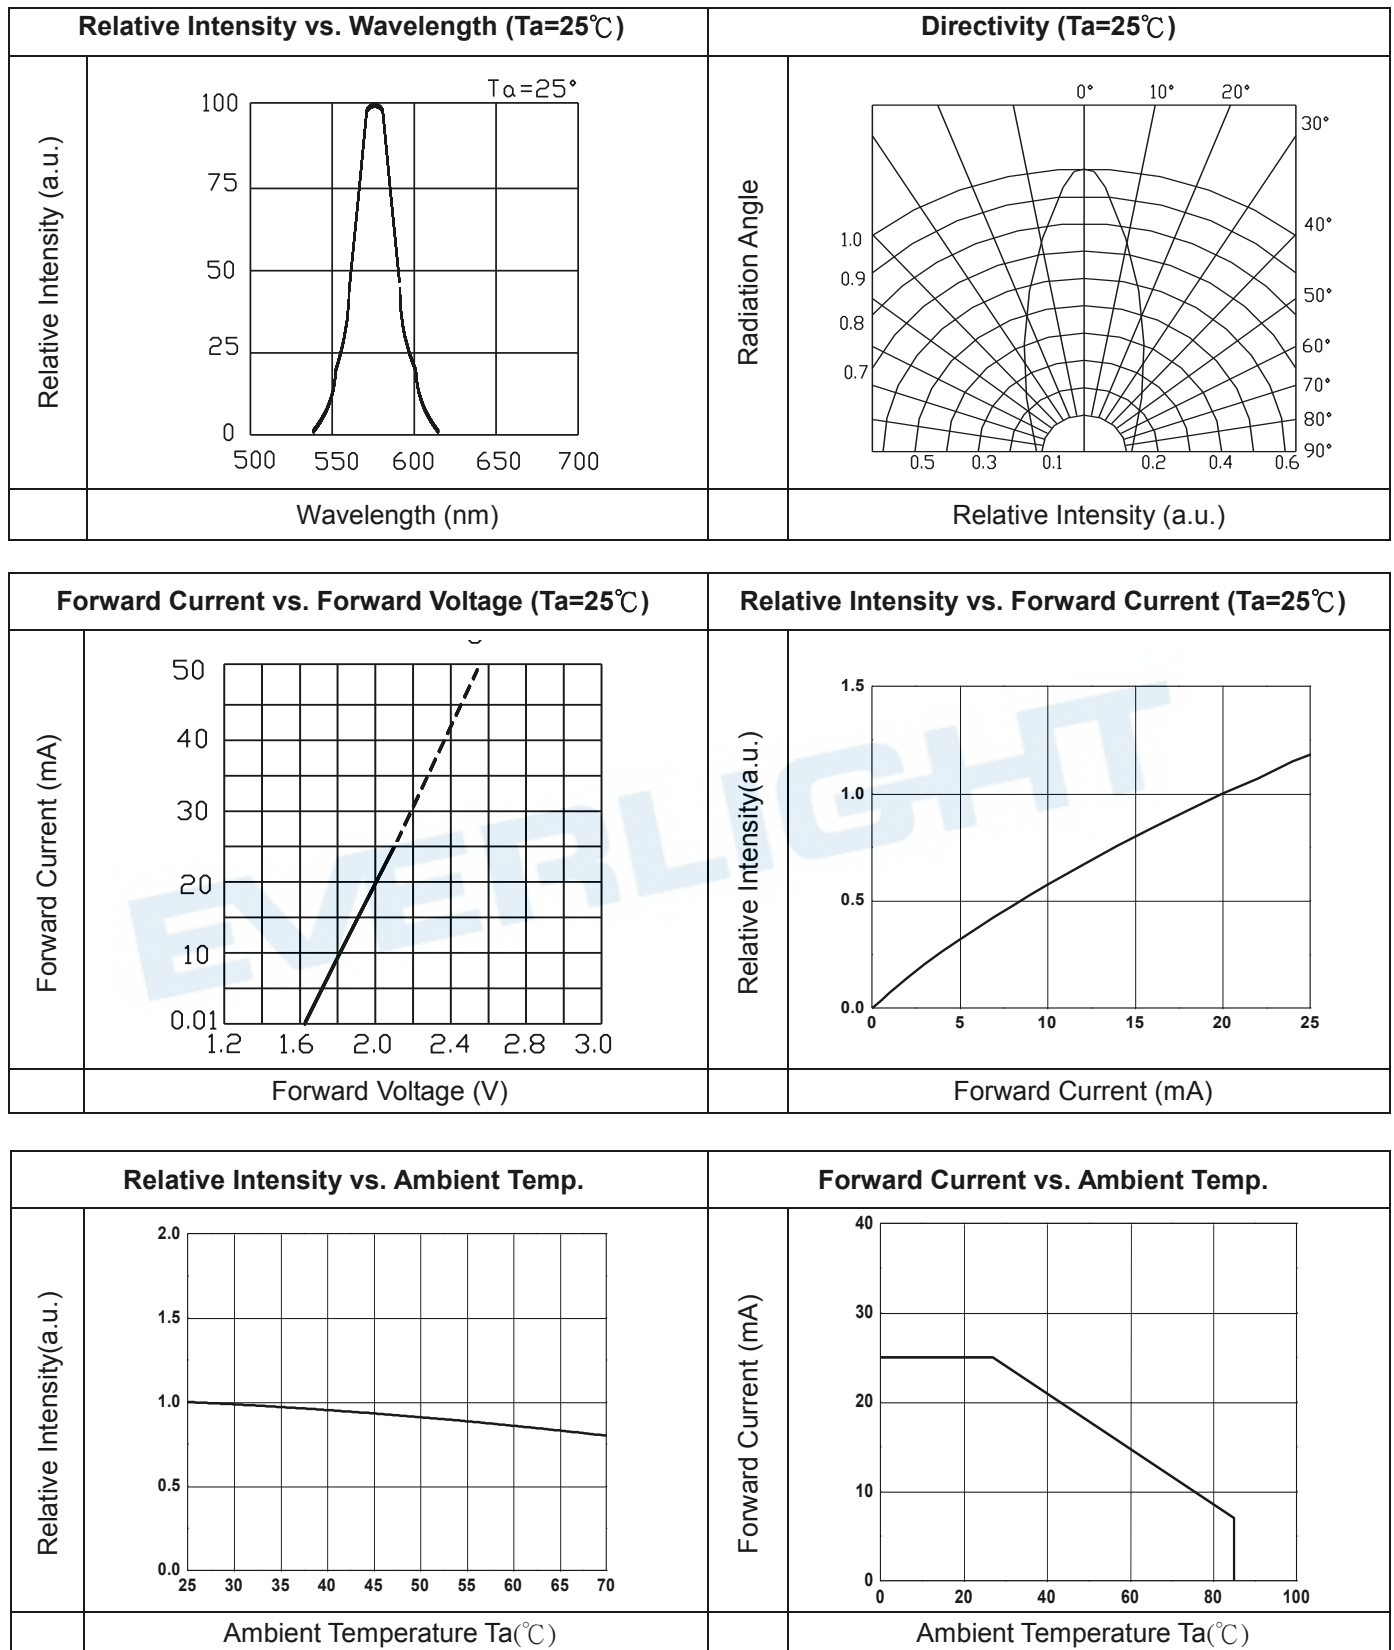 Relative Intensity vs. Wavelength (Ta=25℃)
Directivity (Ta=25℃)
Relative Intensity (a.u.)
Ta=25°
100
75
50
25
0
500 550 600 650 700
Wavelength (nm)
Radiation Angle
0° 10° 20°
30°
40°
50°
60°
70°
80°
90°
1.0
0.9
0.8
0.7
0.5 0.3 0.1 0.2 0.4 0.6
Relative Intensity (a.u.)
Forward Current vs. Forward Voltage (Ta=25℃)
Relative Intensity vs. Forward Current (Ta=25℃)
Forward Current (mA)
50
40
30
20
10
0.01
1.2 1.6 2.0 2.4 2.8 3.0
Forward Voltage (V)
Relative Intensity(a.u.)
1.5
1.0
0.5
0.0
0 5 10 15 20 25
Forward Current (mA)
EVERLIGHT
Relative Intensity vs. Ambient Temp.
Forward Current vs. Ambient Temp.
Relative Intensity(a.u.)
2.0
1.5
1.0
0.5
0.0
25 30 35 40 45 50 55 60 65 70
Ambient Temperature Ta(℃)
Forward Current (mA)
40
30
20
10
0
0 20 40 60 80 100
Ambient Temperature Ta(℃)